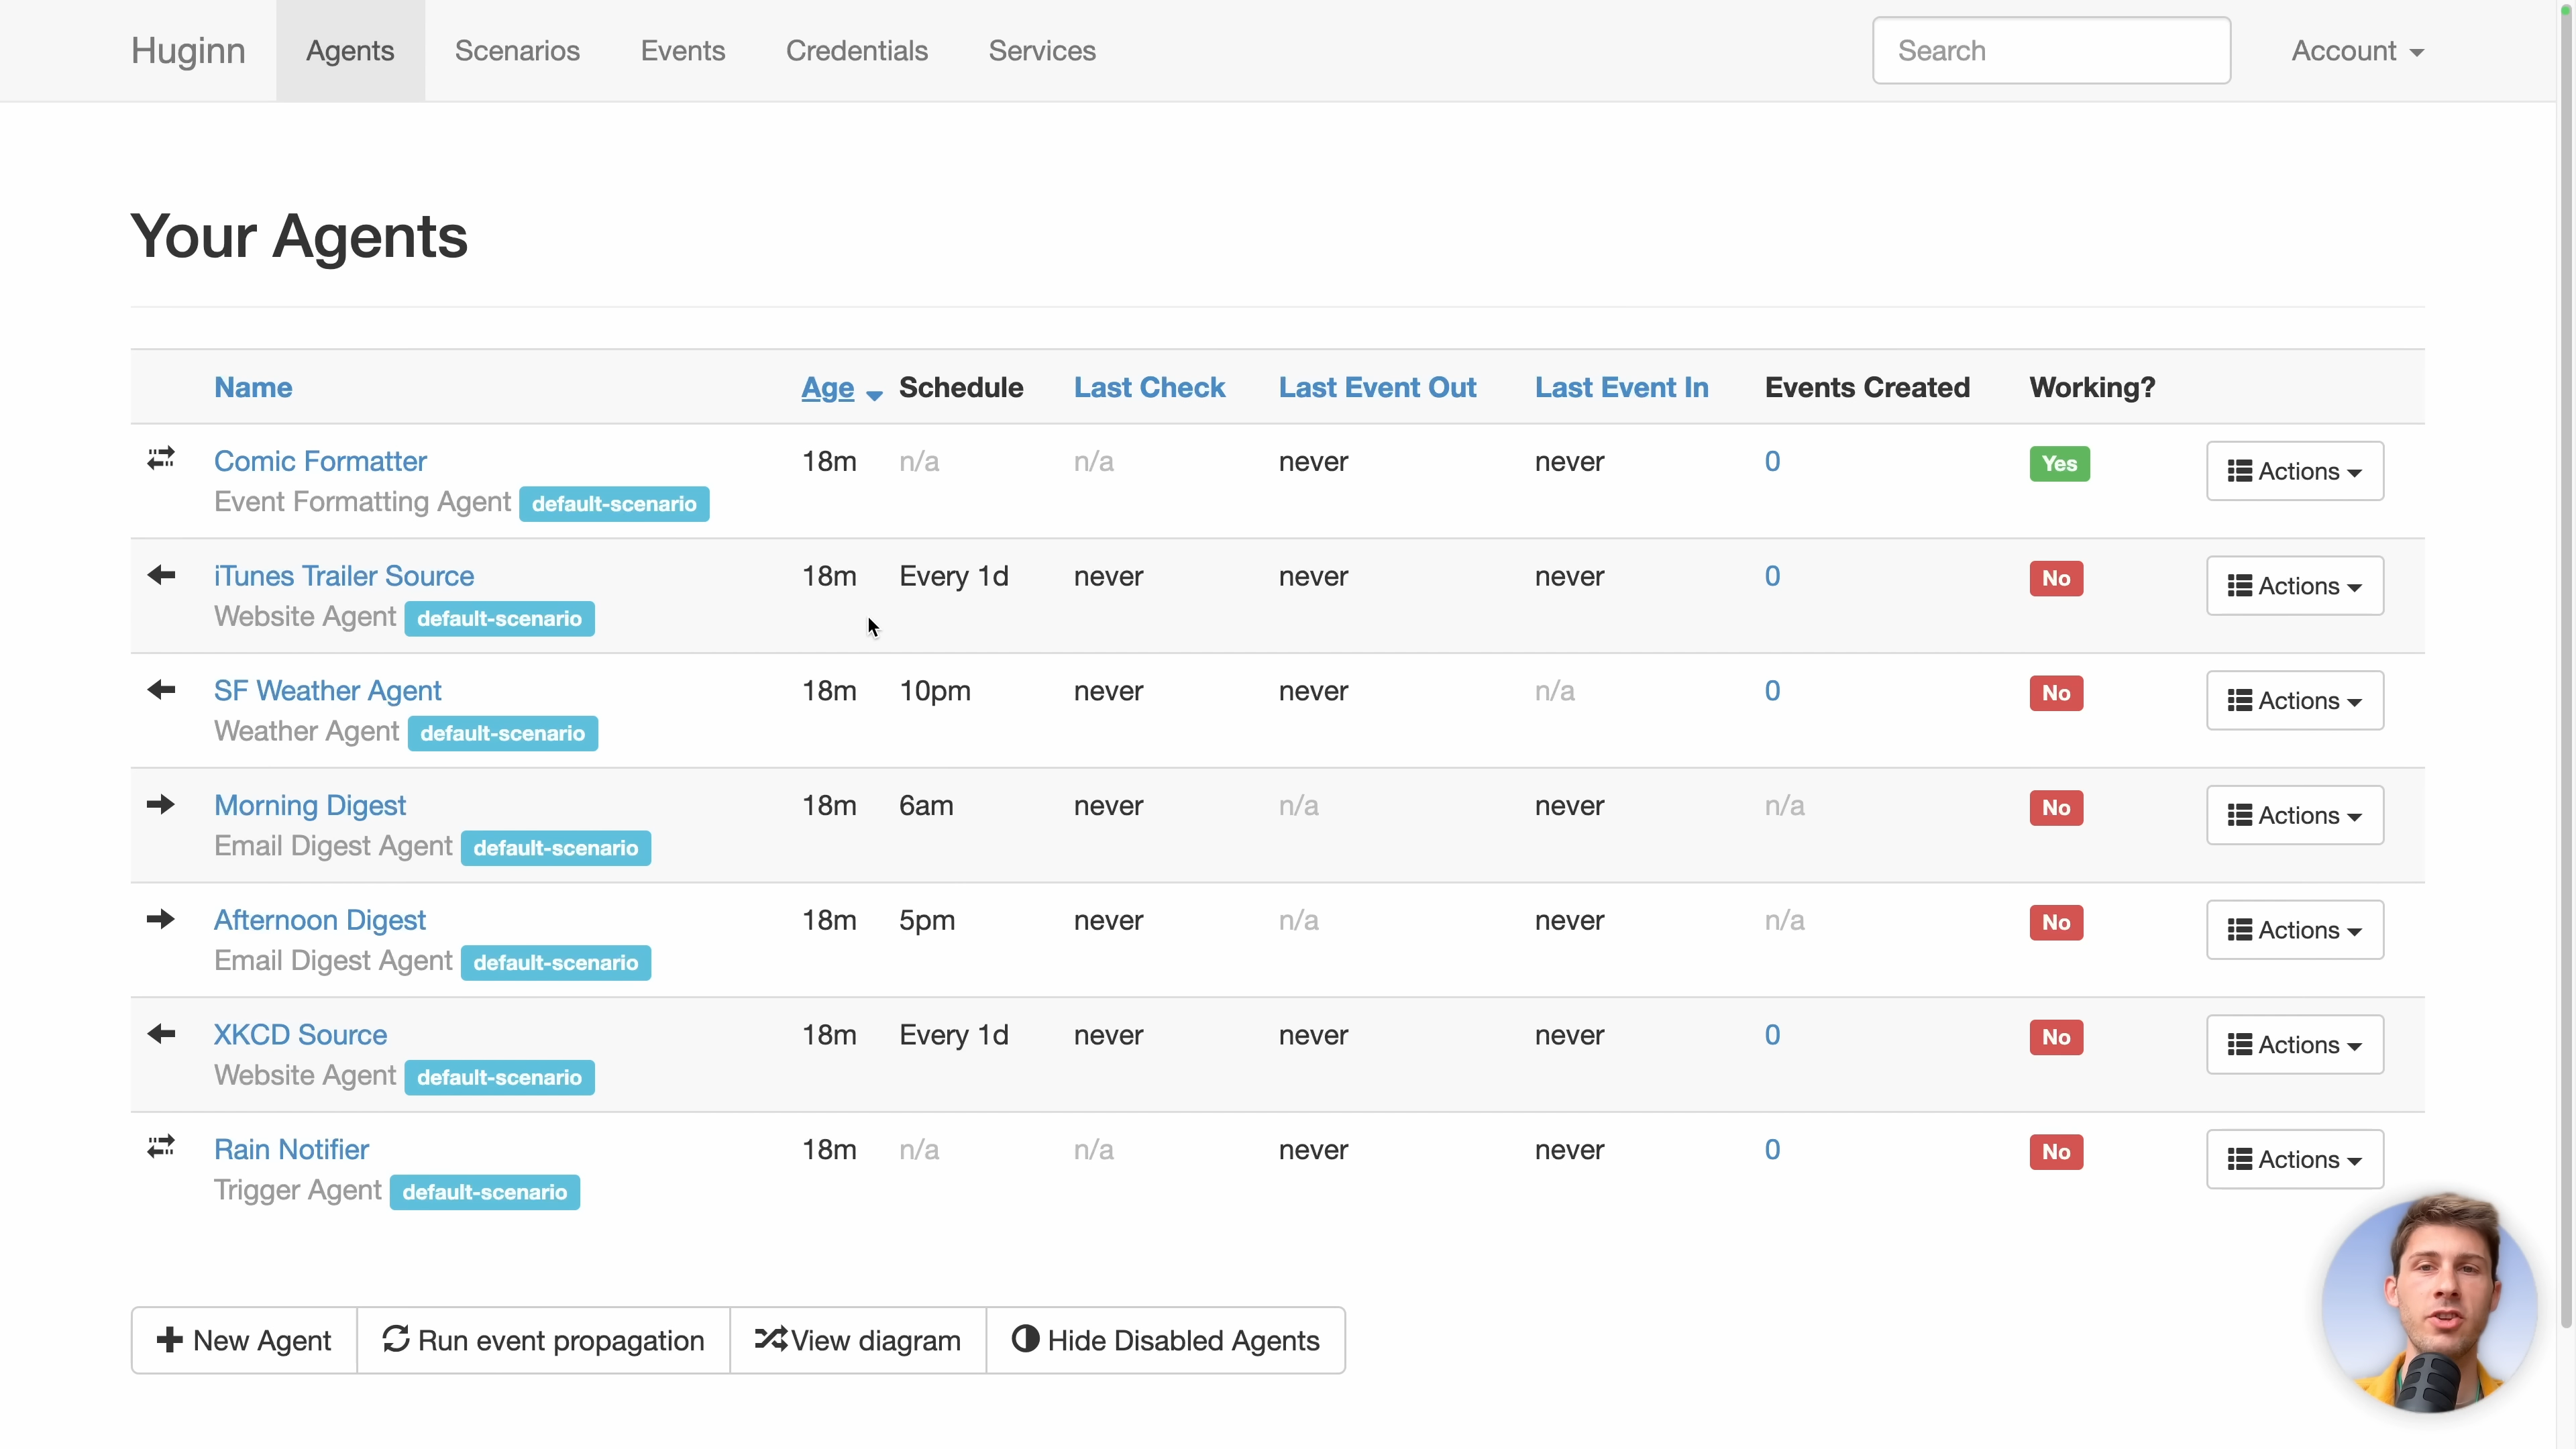 Huginn Agents Scenarios Events Credentials Services Search Account
Your Agents
Name Age Schedule Last Check Last Event Out Last Event In Events Created Working?
Comic Formatter 18m n/a n/a never never 0 Yes Actions
Event Formatting Agent default-scenario
iTunes Trailer Source 18m Every 1d never never never 0 No Actions
Website Agent default-scenario
SF Weather Agent 18m 10pm never never n/a 0 No Actions
Weather Agent default-scenario
Morning Digest 18m 6am never n/a never n/a No Actions
Email Digest Agent default-scenario
Afternoon Digest 18m 5pm never n/a never n/a No Actions
Email Digest Agent default-scenario
XKCD Source 18m Every 1d never never never 0 No Actions
Website Agent default-scenario
Rain Notifier 18m n/a n/a never never 0 No Actions
Trigger Agent default-scenario
New Agent Run event propagation View diagram Hide Disabled Agents